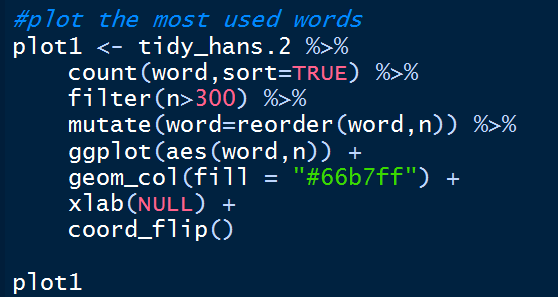 #plot the most used words
plot1 <- tidy_hans.2 %>%
    count(word,sort=TRUE) %>%
    filter(n>300) %>%
    mutate(word=reorder(word,n)) %>%
    ggplot(aes(word,n)) +
    geom_col(fill = "#66b7ff") +
    xlab(NULL) +
    coord_flip()

plot1